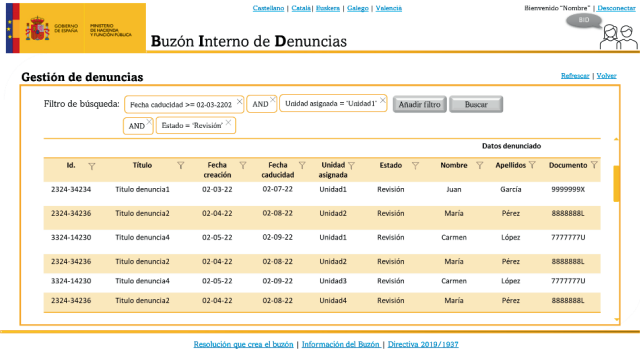 Castellano | Català| Euskera | Galego | Valencià
Bienvenido "Nombre" | Desconectar
GOBIERNO DE ESPAÑA
MINISTERIO DE HACIENDA Y FUNCIÓN PÚBLICA
BID
Buzón Interno de Denuncias
Gestión de denuncias
Refrescar | Volver
Filtro de búsqueda: Fecha caducidad >= 02-03-2202 × AND × Unidad asignada = 'Unidad1' × Añadir filtro Buscar
AND × Estado = 'Revisión' ×
Datos denunciado
Id. Título Fecha creación Fecha caducidad Unidad asignada Estado Nombre Apellidos Documento
2324-34234 Titulo denuncia1 02-03-22 02-07-22 Unidad1 Revisión Juan García 9999999X
2324-34236 Titulo denuncia2 02-04-22 02-08-22 Unidad2 Revisión María Pérez 8888888L
3324-14230 Titulo denuncia4 02-05-22 02-09-22 Unidad1 Revisión Carmen López 7777777U
2324-34236 Titulo denuncia2 02-04-22 02-08-22 Unidad2 Revisión María Pérez 8888888L
3324-14230 Titulo denuncia4 02-05-22 02-09-22 Unidad3 Revisión Carmen López 7777777U
2324-34236 Titulo denuncia2 02-04-22 02-08-22 Unidad4 Revisión María Pérez 8888888L
Resolución que crea el buzón | Información del Buzón | Directiva 2019/1937